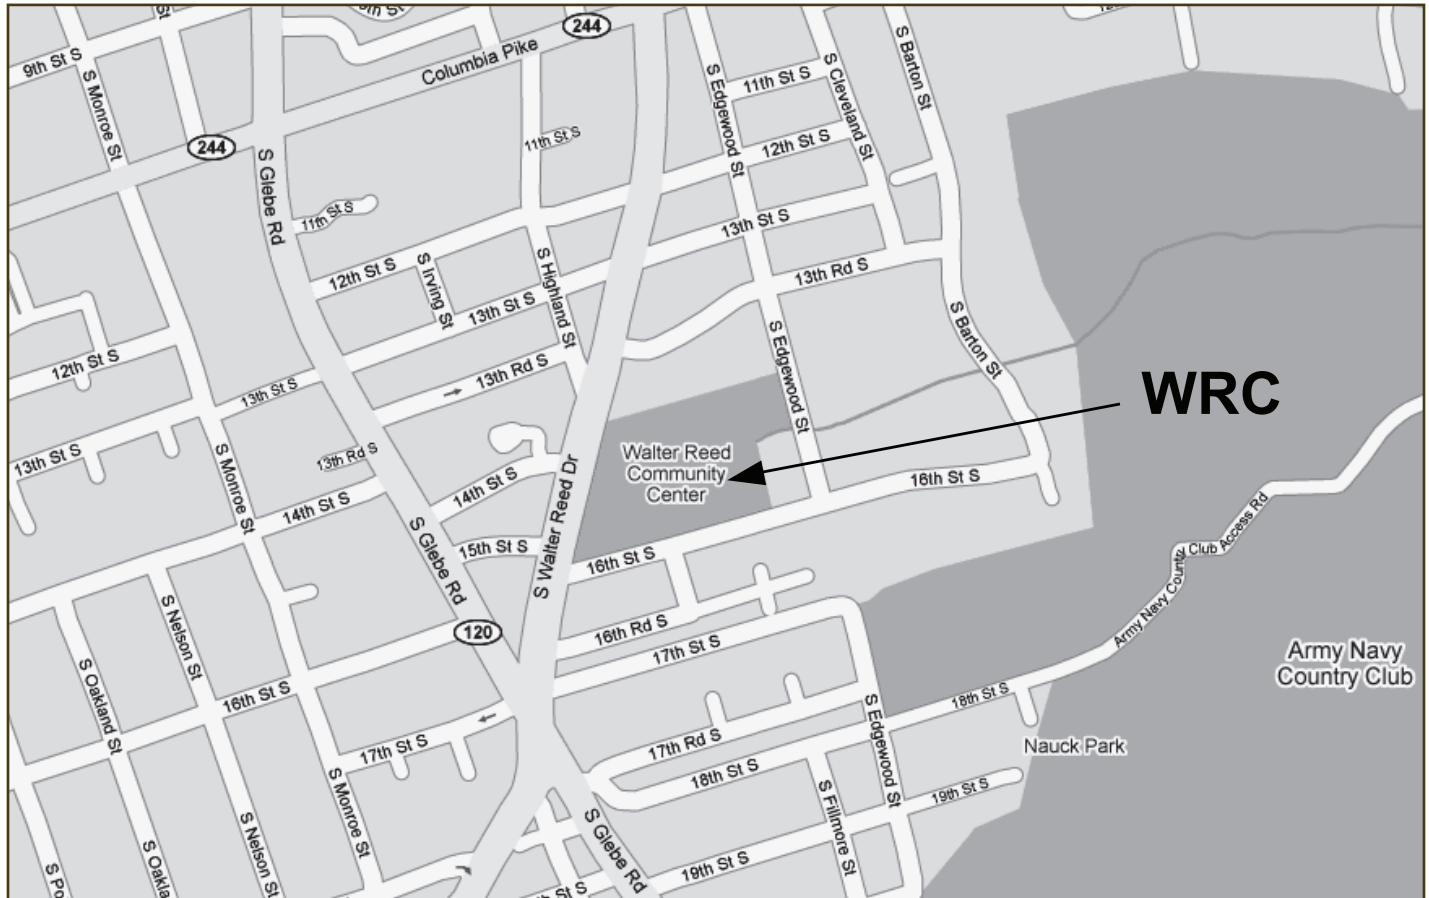 9th St S
S Monroe St
St
Columbia Pike
244
244
S Glebe Rd
11th St S
11th St S
S Edgewood St
11th St S
S Cleveland St
S Barton St
12th St S
13th St S
13th Rd S
12th St S
S Irving St
13th St S
S Highland St
13th Rd S
12th St S
13th St S
13th St S
13th Rd S
S Monroe St
14th St S
14th St S
15th St S
S Glebe Rd
S Walter Reed Dr
S Edgewood St
S Barton St
WRC
Walter Reed
Community
Center
16th St S
16th St S
16th Rd S
17th St S
120
S Nelson St
S Oakland St
16th St S
17th St S
S Monroe St
17th Rd S
18th St S
S Edgewood St
18th St S
Army Navy Country Club Access Rd
Army Navy
Country Club
Nauck Park
19th St S
S Fillmore St
19th St S
S Glebe Rd
S Nelson St
S Oakla
S Po
St S